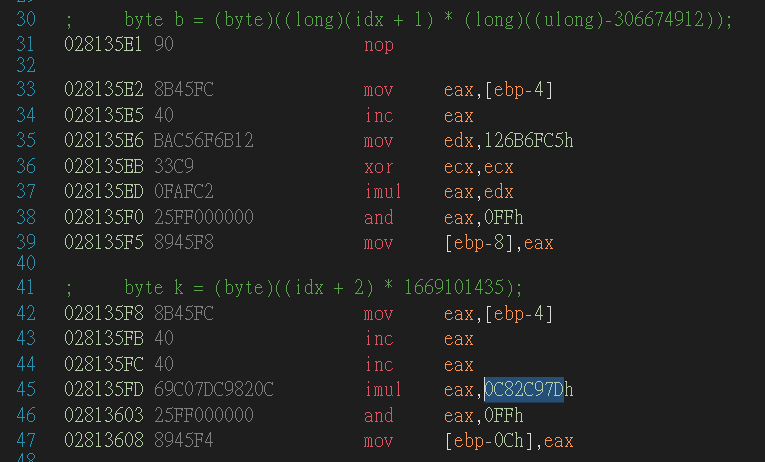 30 ;     byte b = (byte)((long)(idx + 1) * (long)((ulong)-306674912));
31 028135E1 90                      nop
32
33 028135E2 8B45FC                  mov     eax,[ebp-4]
34 028135E5 40                      inc     eax
35 028135E6 BAC56F6B12              mov     edx,126B6FC5h
36 028135EB 33C9                    xor     ecx,ecx
37 028135ED 0FAFC2                  imul    eax,edx
38 028135F0 25FF000000              and     eax,0FFh
39 028135F5 8945F8                  mov     [ebp-8],eax
40
41 ;     byte k = (byte)((idx + 2) * 1669101435);
42 028135F8 8B45FC                  mov     eax,[ebp-4]
43 028135FB 40                      inc     eax
44 028135FC 40                      inc     eax
45 028135FD 69C07DC9820C            imul    eax,0C82C97Dh
46 02813603 25FF000000              and     eax,0FFh
47 02813608 8945F4                  mov     [ebp-0Ch],eax